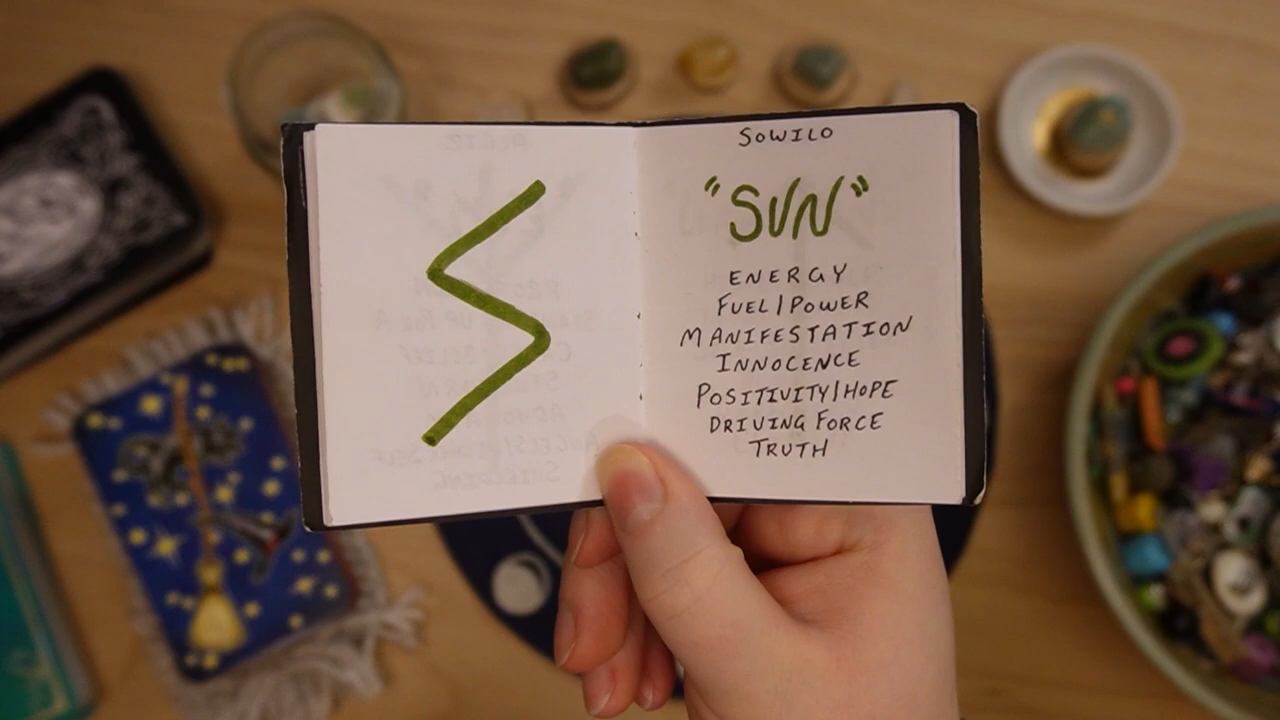 SOWILO
"SUN"
ENERGY
FUEL/POWER
MANIFESTATION
INNOCENCE
POSITIVITY/HOPE
DRIVING FORCE
TRUTH